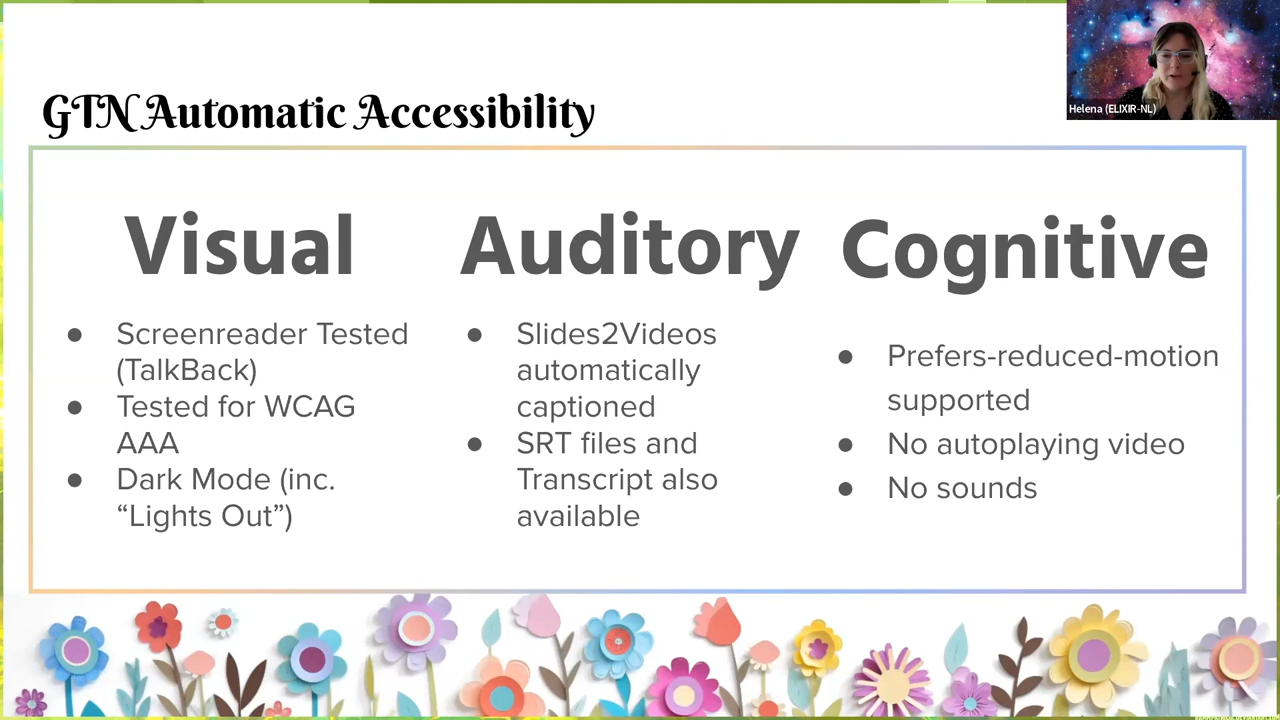 GTN Automatic Accessibility
Helena (ELIXIR-NL)
Visual
● Screenreader Tested
(TalkBack)
● Tested for WCAG
AAA
● Dark Mode (inc.
“Lights Out”)
Auditory
● Slides2Videos
automatically
captioned
● SRT files and
Transcript also
available
Cognitive
● Prefers-reduced-motion
supported
● No autoplaying video
● No sounds